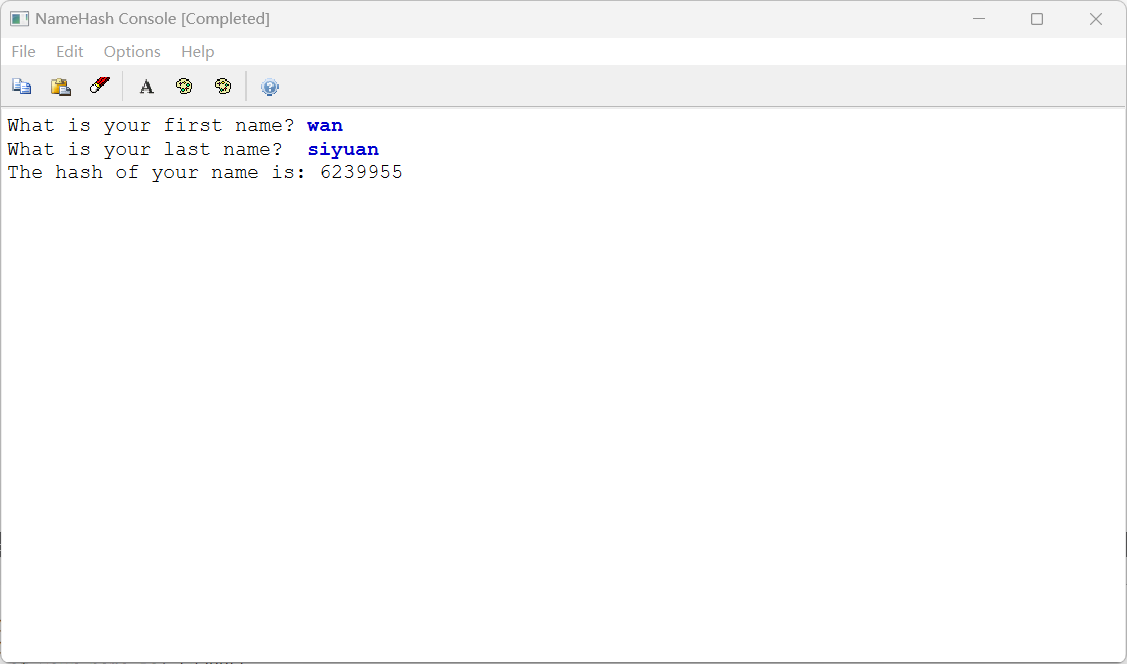 NameHash Console [Completed]
File Edit Options Help
What is your first name? wan
What is your last name?  siyuan
The hash of your name is: 6239955